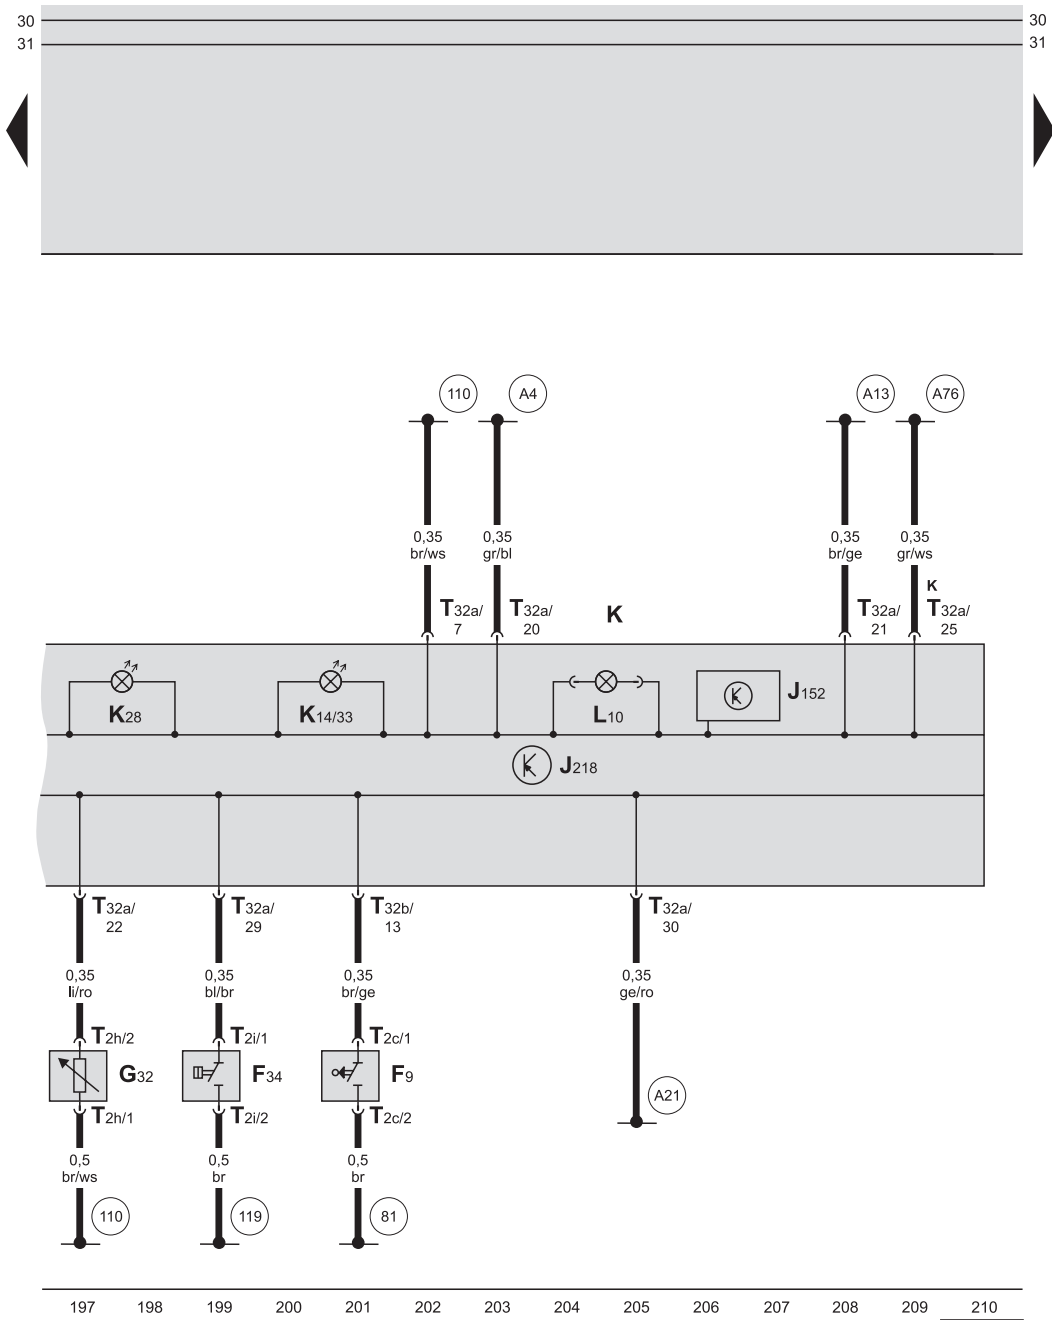 30 30
31 31
110 A4 A13 A76
0,35 0,35 0,35 0,35
br/ws gr/bl br/ge gr/ws
K
T32a/ T32a/ K T32a/ T32a/
7 20 21 25
K28 K14/33 L10 J152
J218
T32a/ T32a/ T32b/ T32a/
22 29 13 30
0,35 0,35 0,35 0,35
li/ro bl/br br/ge ge/ro
T2h/2 T2i/1 T2c/1
G32 F34 F9
A21
T2h/1 T2i/2 T2c/2
0,5 0,5 0,5
br/ws br br
110 119 81
197 198 199 200 201 202 203 204 205 206 207 208 209 210